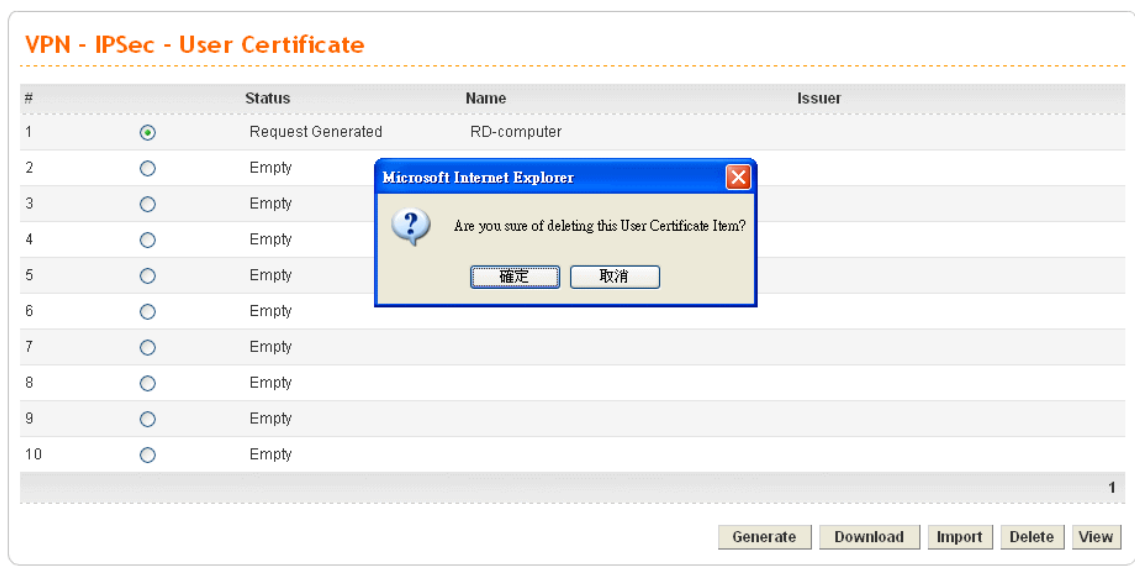 VPN - IPSec - User Certificate
# Status Name Issuer
1 Request Generated RD-computer
2 Empty
Microsoft Internet Explorer
3 Empty
Are you sure of deleting this User Certificate Item?
4 Empty
5 Empty
確定 取消
6 Empty
7 Empty
8 Empty
9 Empty
10 Empty
1
Generate Download Import Delete View